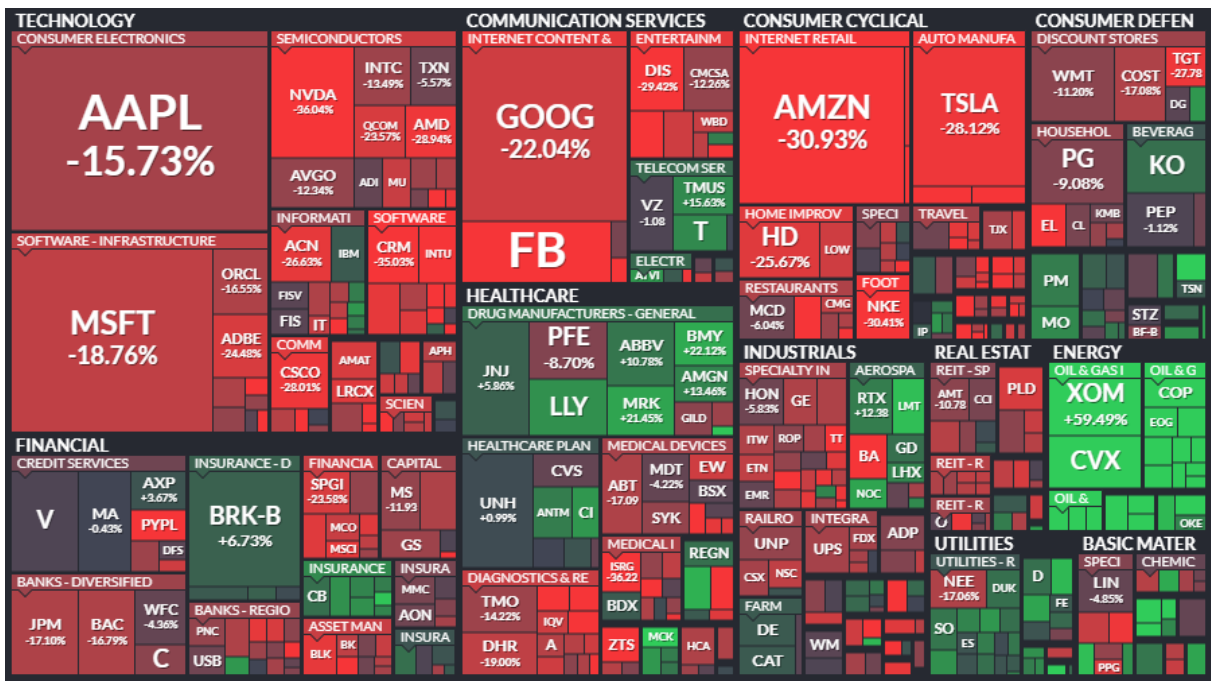 TECHNOLOGY
CONSUMER ELECTRONICS
AAPL
-15.73%
SOFTWARE - INFRASTRUCTURE
MSFT
-18.76%
ORCL
-16.55%
ADBE
-24.48%
SEMICONDUCTORS
NVDA
-36.04%
INTC
-13.49%
TXN
-5.57%
QCOM
-23.57%
AMD
-28.94%
AVGO
-12.34%
ADI
MU
INFORMATI
ACN
-26.63%
IBM
FISV
FIS
IT
SOFTWARE
CRM
-35.03%
INTU
COMM
CSCO
-28.01%
AMAT
LRCX
APH
SCIEN
COMMUNICATION SERVICES
INTERNET CONTENT &
GOOG
-22.04%
FB
ENTERTAINM
DIS
-29.42%
CMCSA
-12.26%
WBD
TELECOM SER
VZ
-1.08
TMUS
+15.63%
T
ELECTR
CONSUMER CYCLICAL
INTERNET RETAIL
AMZN
-30.93%
AUTO MANUFA
TSLA
-28.12%
HOME IMPROV
HD
-25.67%
LOW
SPECI
TRAVEL
TJX
RESTAURANTS
MCD
-6.04%
CMG
FOOT
NKE
-30.41%
IP
CONSUMER DEFEN
DISCOUNT STORES
WMT
-11.20%
COST
-17.08%
TGT
-27.78
DG
HOUSEHOL
PG
-9.08%
EL
CL
KMB
BEVERAG
KO
PEP
-1.12%
PM
MO
TSN
STZ
BF-B
HEALTHCARE
DRUG MANUFACTURERS - GENERAL
JNJ
+5.86%
PFE
-8.70%
ABBV
+10.78%
BMY
+22.12%
LLY
MRK
+21.45%
AMGN
+13.46%
GILD
HEALTHCARE PLAN
UNH
+0.99%
CVS
ANTM
CI
MEDICAL DEVICES
ABT
-17.09
MDT
-4.22%
EW
BSX
SYK
DIAGNOSTICS & RE
TMO
-14.22%
DHR
-19.00%
IQV
A
MEDICAL I
ISRG
-36.22
BDX
REGN
ZTS
MCK
HCA
FINANCIAL
CREDIT SERVICES
V
MA
-0.43%
AXP
+3.67%
PYPL
DFS
BANKS - DIVERSIFIED
JPM
-17.10%
BAC
-16.79%
WFC
-4.36%
C
INSURANCE - D
BRK-B
+6.73%
BANKS - REGIO
PNC
USB
FINANCIA
SPGI
-23.58%
MCO
MSCI
CAPITAL
MS
-11.93
GS
INSURANCE
CB
ASSET MAN
BLK
BK
INSURA
MMC
AON
INSURA
INDUSTRIALS
SPECIALTY IN
HON
-5.83%
GE
ITW
ROP
TT
ETN
EMR
AEROSPA
RTX
+12.38
LMT
BA
GD
LHX
NOC
RAILRO
UNP
CSX
NSC
INTEGRA
UPS
FDX
ADP
FARM
DE
CAT
WM
REAL ESTAT
REIT - SP
AMT
-10.78
CCI
PLD
REIT - R
REIT - R
O
ENERGY
OIL & GAS I
XOM
+59.49%
CVX
OIL & G
COP
EOG
OIL &
OKE
UTILITIES
UTILITIES - R
NEE
-17.06%
DUK
SO
ES
D
FE
BASIC MATER
SPECI
LIN
-4.85%
PPG
CHEMIC